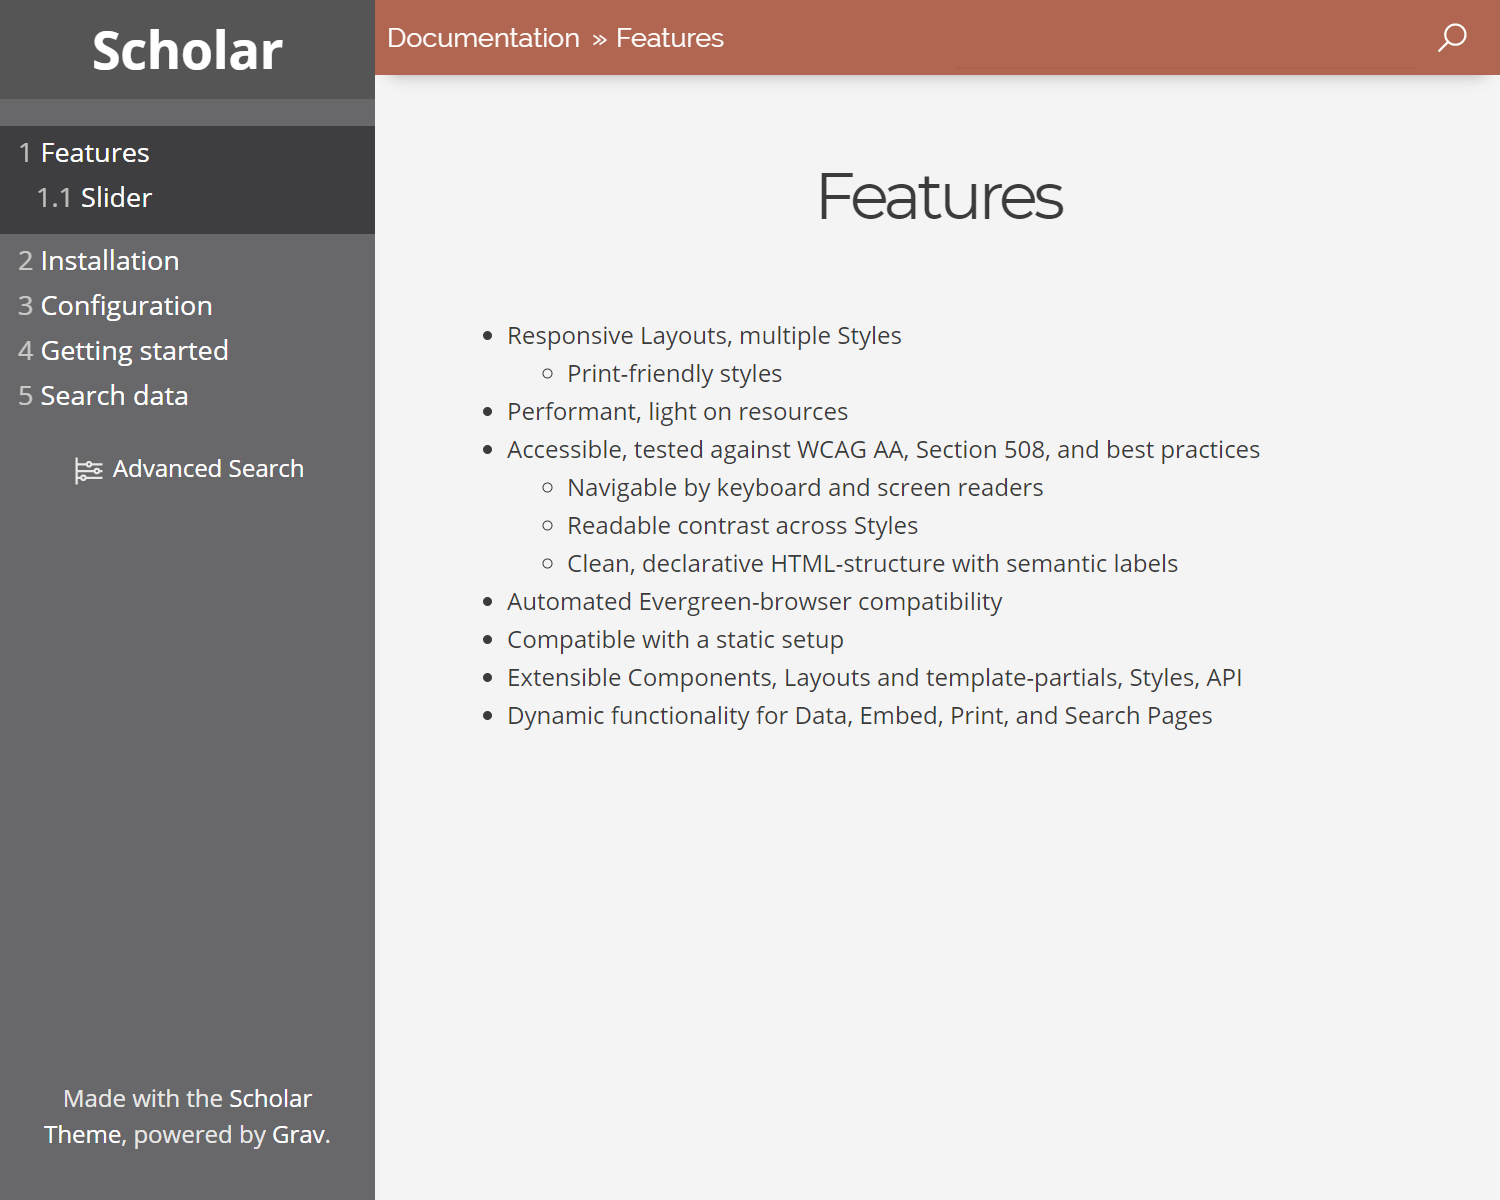 Scholar
1 Features
1.1 Slider
2 Installation
3 Configuration
4 Getting started
5 Search data
Advanced Search
Made with the Scholar
Theme, powered by Grav.
Documentation » Features
Features
Responsive Layouts, multiple Styles
Print-friendly styles
Performant, light on resources
Accessible, tested against WCAG AA, Section 508, and best practices
Navigable by keyboard and screen readers
Readable contrast across Styles
Clean, declarative HTML-structure with semantic labels
Automated Evergreen-browser compatibility
Compatible with a static setup
Extensible Components, Layouts and template-partials, Styles, API
Dynamic functionality for Data, Embed, Print, and Search Pages